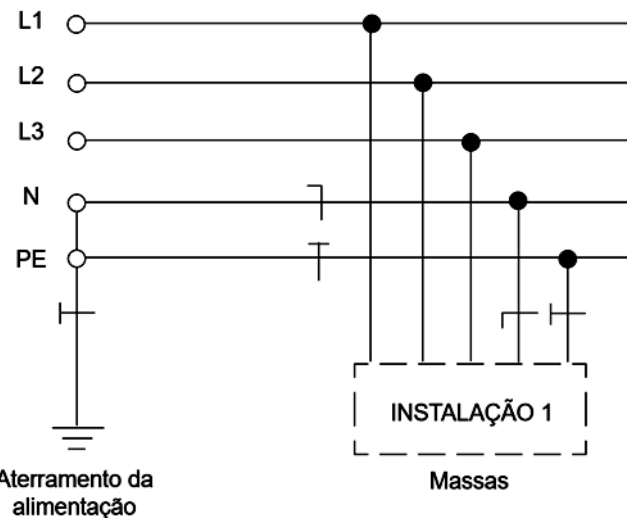 L1
L2
L3
N
PE
INSTALAÇÃO 1
Aterramento da
alimentação
Massas